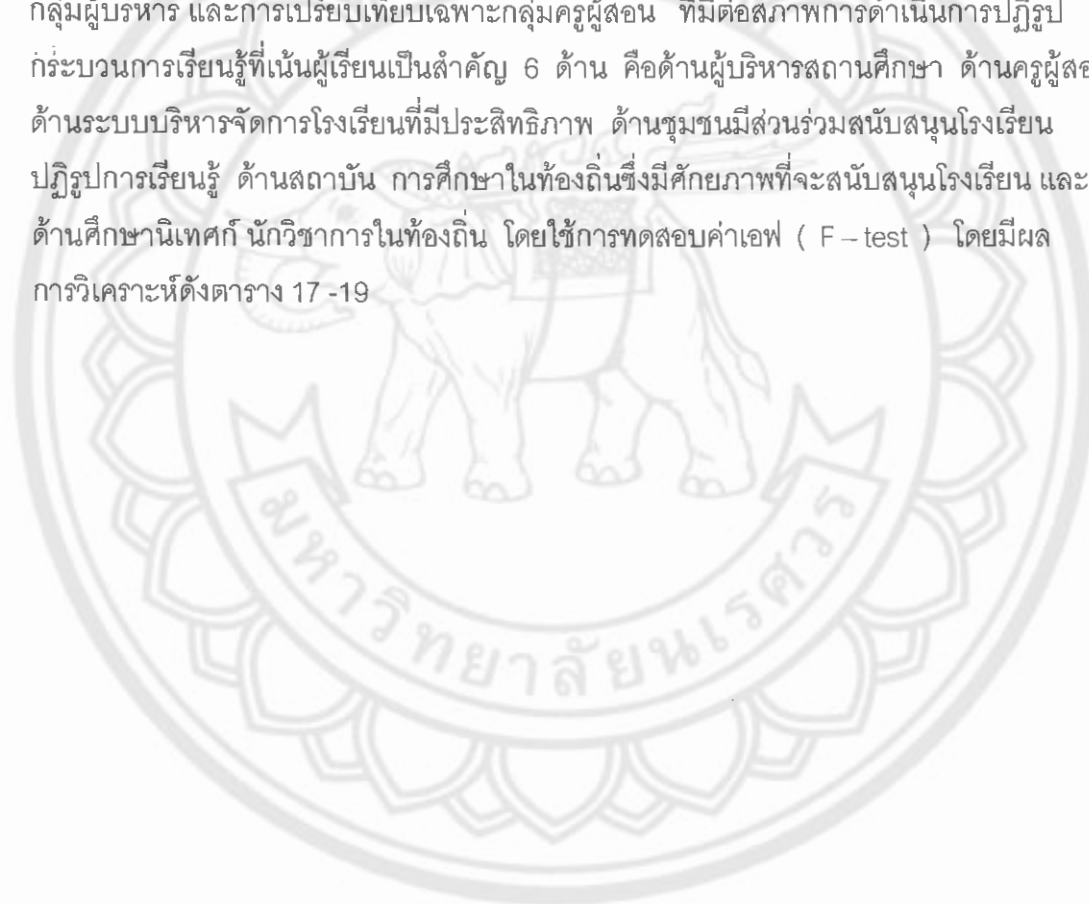 กลุ่มผู้บริหาร และการเปรียบเทียบเฉพาะกลุ่มครูผู้สอน ที่มีต่อสภาพการดำเนินการปฏิรูป
กระบวนการเรียนรู้ที่เน้นผู้เรียนเป็นสำคัญ 6 ด้าน คือด้านผู้บริหารสถานศึกษา ด้านครูผู้สอ
ด้านระบบบริหารจัดการโรงเรียนที่มีประสิทธิภาพ ด้านชุมชนมีส่วนร่วมสนับสนุนโรงเรียน
ปฏิรูปการเรียนรู้ ด้านสถาบัน การศึกษาในท้องถิ่นซึ่งมีศักยภาพที่จะสนับสนุนโรงเรียน และ
ด้านศึกษานิเทศก์ นักวิชาการในท้องถิ่น โดยใช้การทดสอบค่าเอฟ ( F – test ) โดยมีผล
การวิเคราะห์ดังตาราง 17 -19
มหาวิทยาลัยนเรศวร